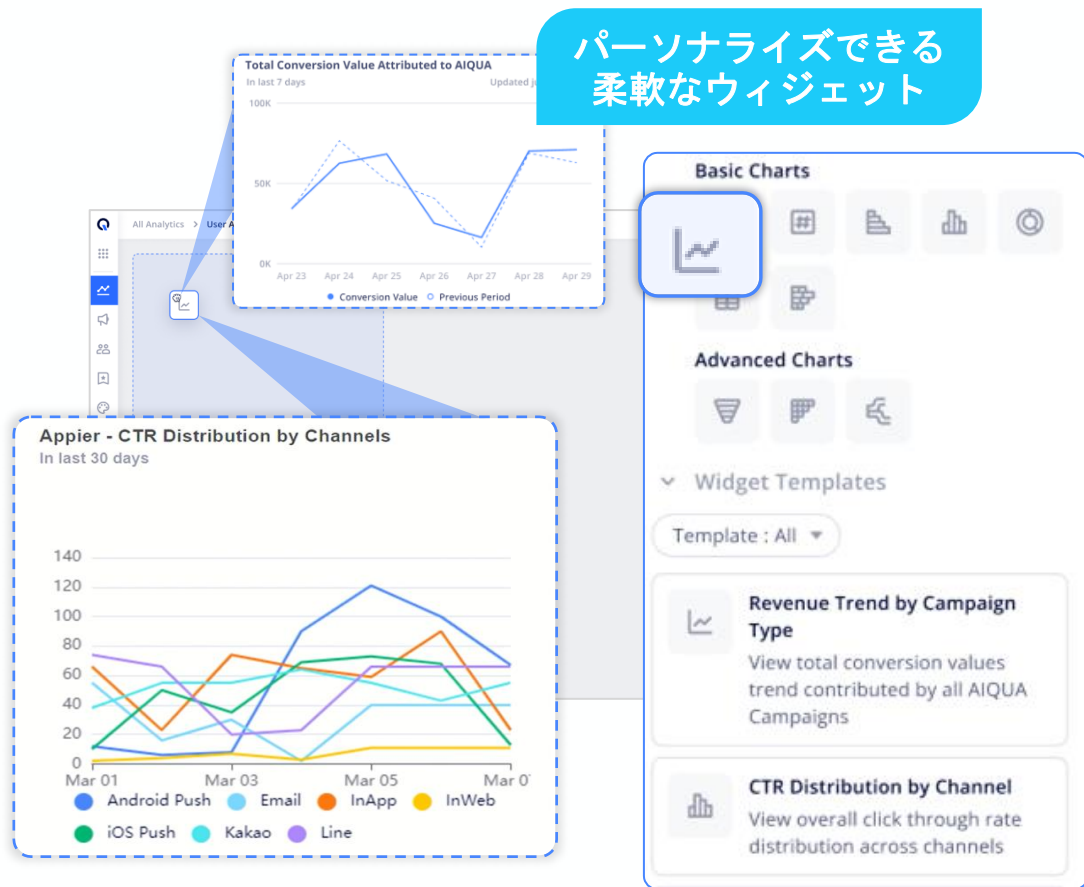 パーソナライズできる
柔軟なウィジェット
Total Conversion Value Attributed to AIQUA
In last 7 days
Updated
100K
50K
0K
Apr 23 Apr 24 Apr 25 Apr 26 Apr 27 Apr 28 Apr 29
Conversion Value Previous Period
All Analytics > User
Appier - CTR Distribution by Channels
In last 30 days
140
120
100
80
60
40
20
0
Mar 01 Mar 03 Mar 05 Mar 0
Android Push Email InApp InWeb
iOS Push Kakao Line
Basic Charts
Advanced Charts
Widget Templates
Template : All
Revenue Trend by Campaign
Type
View total conversion values
trend contributed by all AIQUA
Campaigns
CTR Distribution by Channel
View overall click through rate
distribution across channels